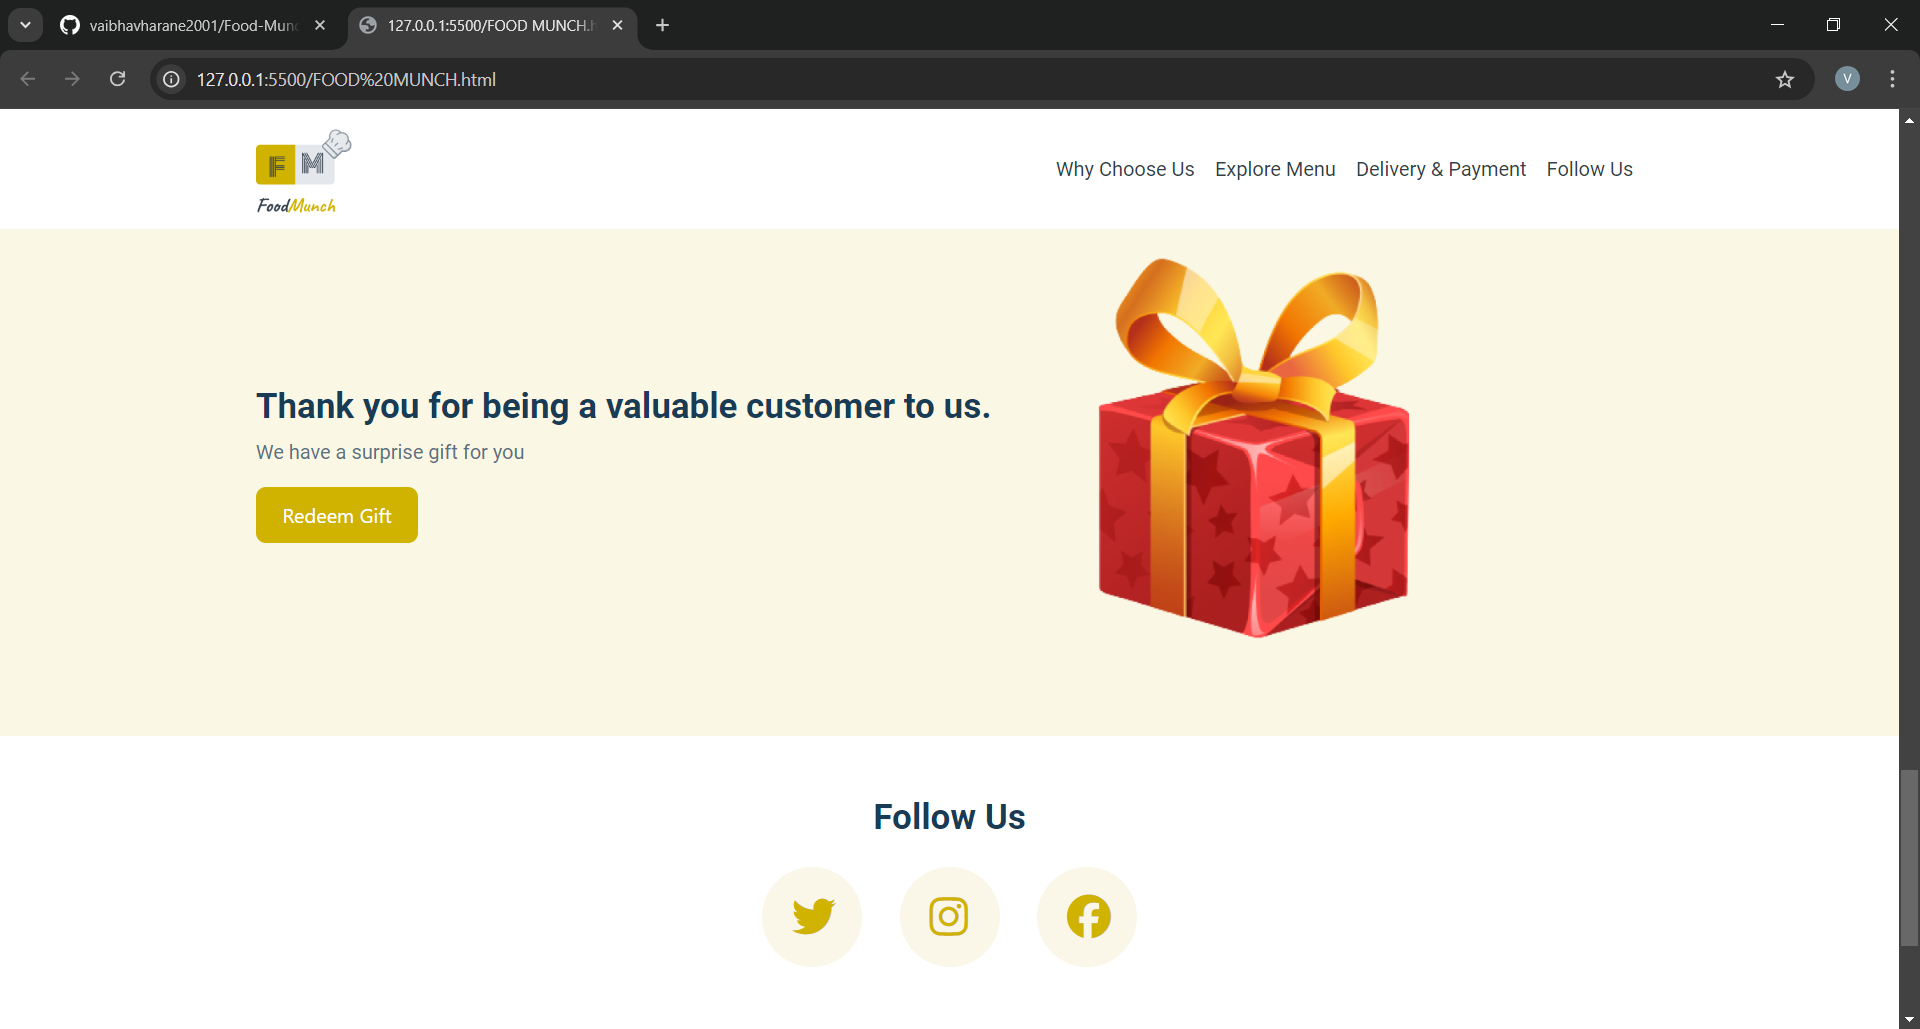 vaibhavharane2001/Food-Mun
127.0.0.1:5500/FOOD MUNCH.h
127.0.0.1:5500/FOOD%20MUNCH.html
V
F M
FoodMunch
Why Choose Us Explore Menu Delivery & Payment Follow Us
Thank you for being a valuable customer to us.
We have a surprise gift for you
Redeem Gift
Follow Us